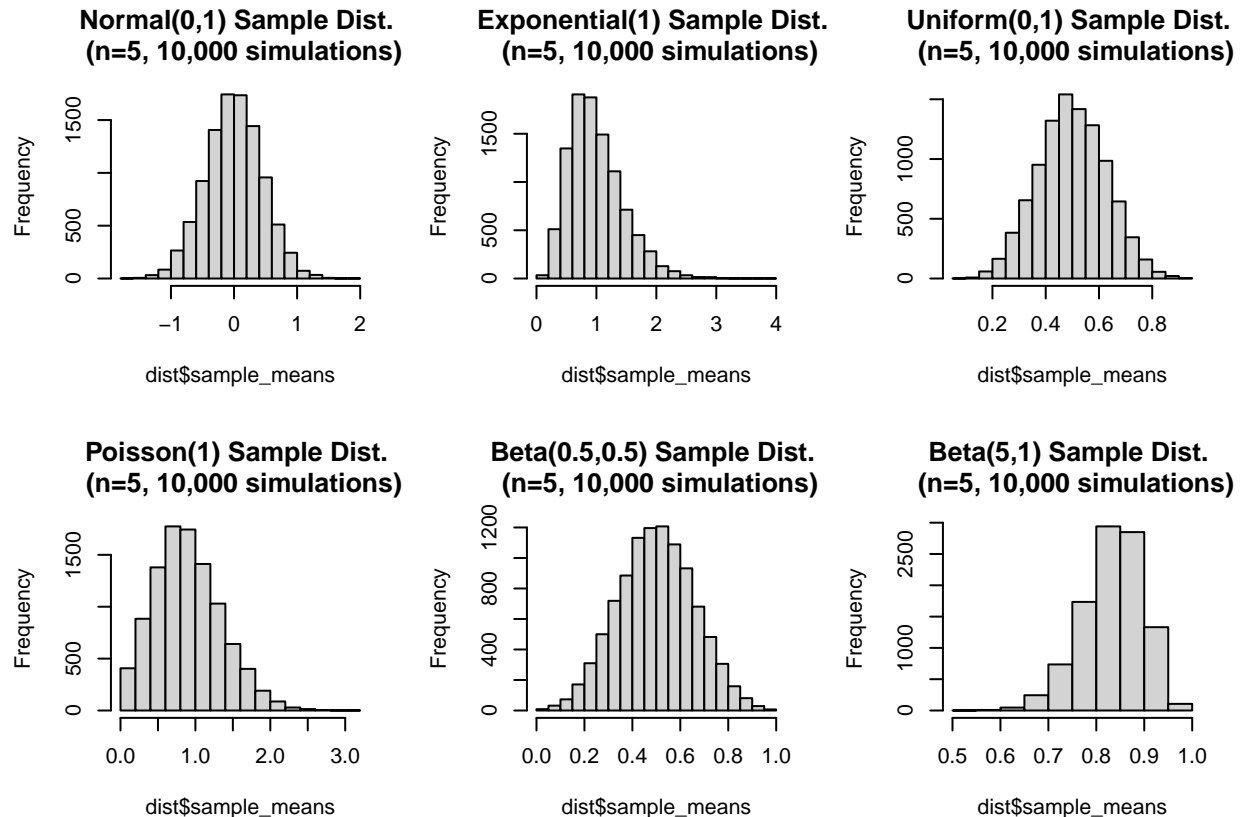 Normal(0,1) Sample Dist.
(n=5, 10,000 simulations)
Frequency
0
500
1500
−1
0
1
2
dist$sample_means
Exponential(1) Sample Dist.
(n=5, 10,000 simulations)
Frequency
0
500
1500
0
1
2
3
4
dist$sample_means
Uniform(0,1) Sample Dist.
(n=5, 10,000 simulations)
Frequency
0
1000
0.2
0.4
0.6
0.8
dist$sample_means
Poisson(1) Sample Dist.
(n=5, 10,000 simulations)
Frequency
0
500
1500
0.0
1.0
2.0
3.0
dist$sample_means
Beta(0.5,0.5) Sample Dist.
(n=5, 10,000 simulations)
Frequency
0
400
800
1200
0.0
0.2
0.4
0.6
0.8
1.0
dist$sample_means
Beta(5,1) Sample Dist.
(n=5, 10,000 simulations)
Frequency
0
1000
2500
0.5
0.6
0.7
0.8
0.9
1.0
dist$sample_means